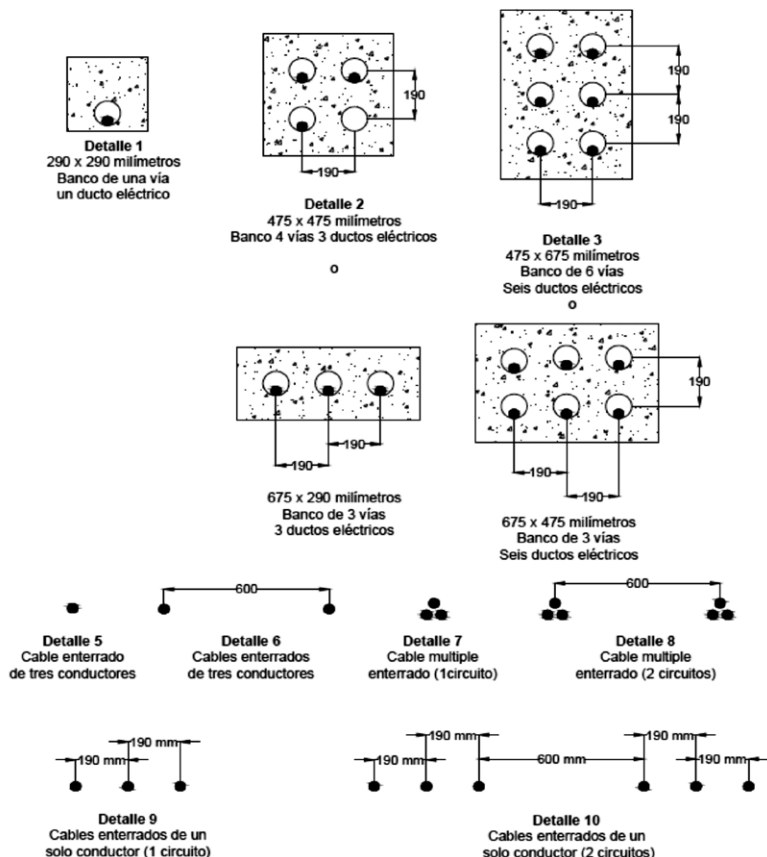 Detalle 1
290 x 290 milímetros
Banco de una vía
un ducto eléctrico
190
190
Detalle 2
475 x 475 milímetros
Banco 4 vías 3 ductos eléctricos
o
190
190
190
Detalle 3
475 x 675 milímetros
Banco de 6 vías
Seis ductos eléctricos
o
190
190
675 x 290 milímetros
Banco de 3 vías
3 ductos eléctricos
190
190
190
675 x 475 milímetros
Banco de 3 vías
Seis ductos eléctricos
Detalle 5
Cable enterrado
de tres conductores
600
Detalle 6
Cables enterrados
de tres conductores
Detalle 7
Cable multiple
enterrado (1circuito)
600
Detalle 8
Cable multiple
enterrado (2 circuitos)
190 mm
190 mm
Detalle 9
Cables enterrados de un
solo conductor (1 circuito)
190 mm
190 mm
600 mm
190 mm
190 mm
Detalle 10
Cables enterrados de un
solo conductor (2 circuitos)